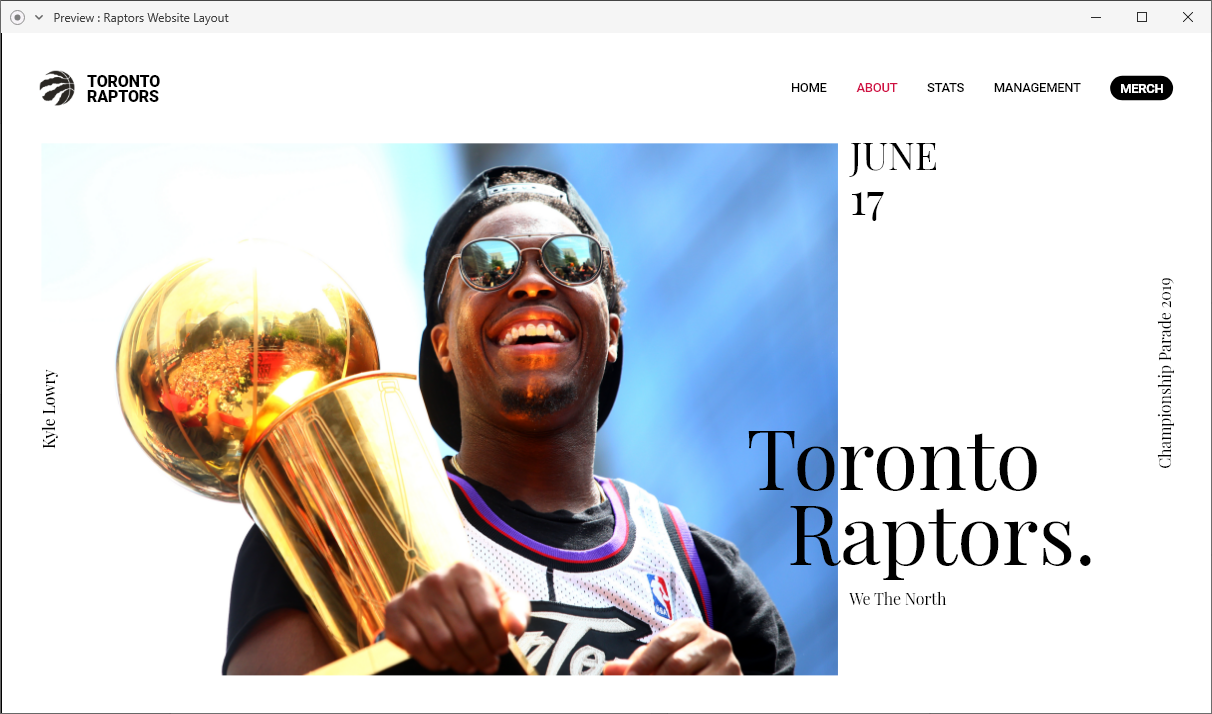 Preview : Raptors Website Layout
TORONTO
RAPTORS
HOME ABOUT STATS MANAGEMENT MERCH
JUNE
17
Kyle Lowry
Championship Parade 2019
Toronto
Raptors.
We The North
NBA